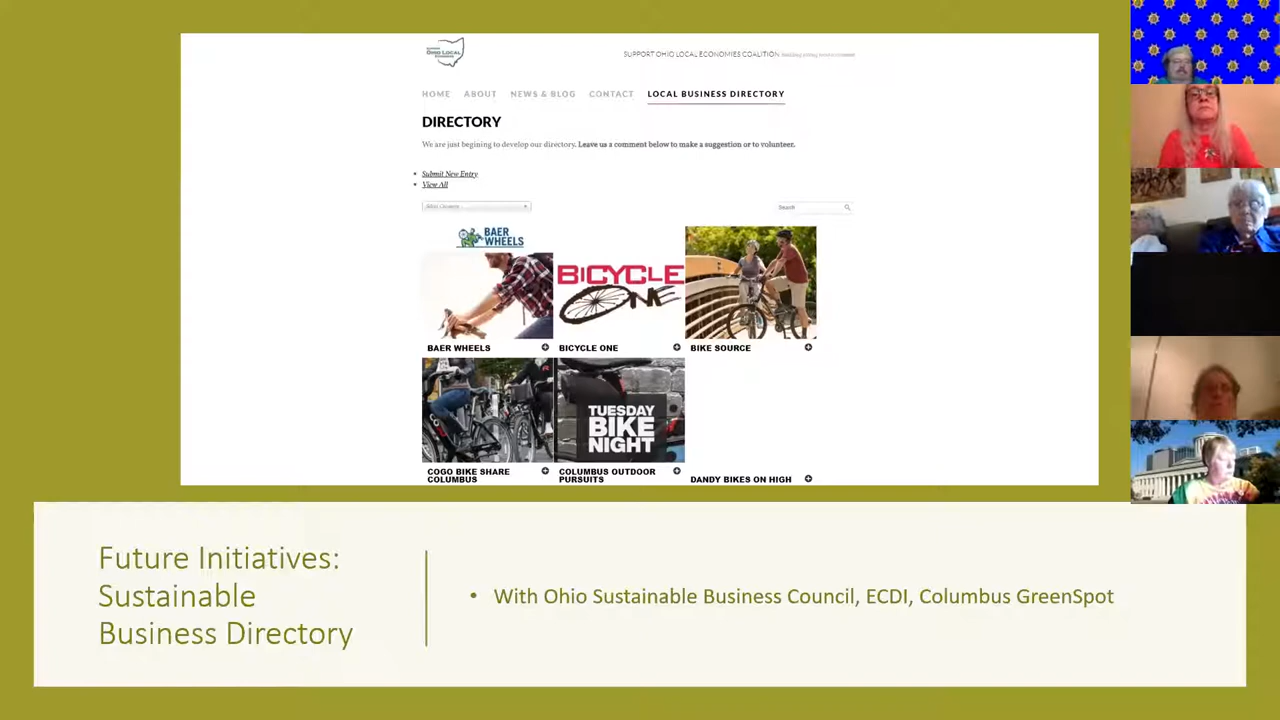 OHIO LOCAL
SUPPORT OHIO LOCAL ECONOMIES COALITION
HOME ABOUT NEWS & BLOG CONTACT LOCAL BUSINESS DIRECTORY
DIRECTORY
We are just begining to develop our directory. Leave us a comment below to make a suggestion or to volunteer.
Submit New Entry
View All
Search
BAER
WHEELS
BICYCLE
ONE
BAER WHEELS
BICYCLE ONE
BIKE SOURCE
TUESDAY
BIKE
NIGHT
COGO BIKE SHARE
COLUMBUS
COLUMBUS OUTDOOR
PURSUITS
DANDY BIKES ON HIGH
Future Initiatives:
Sustainable
Business Directory
• With Ohio Sustainable Business Council, ECDI, Columbus GreenSpot